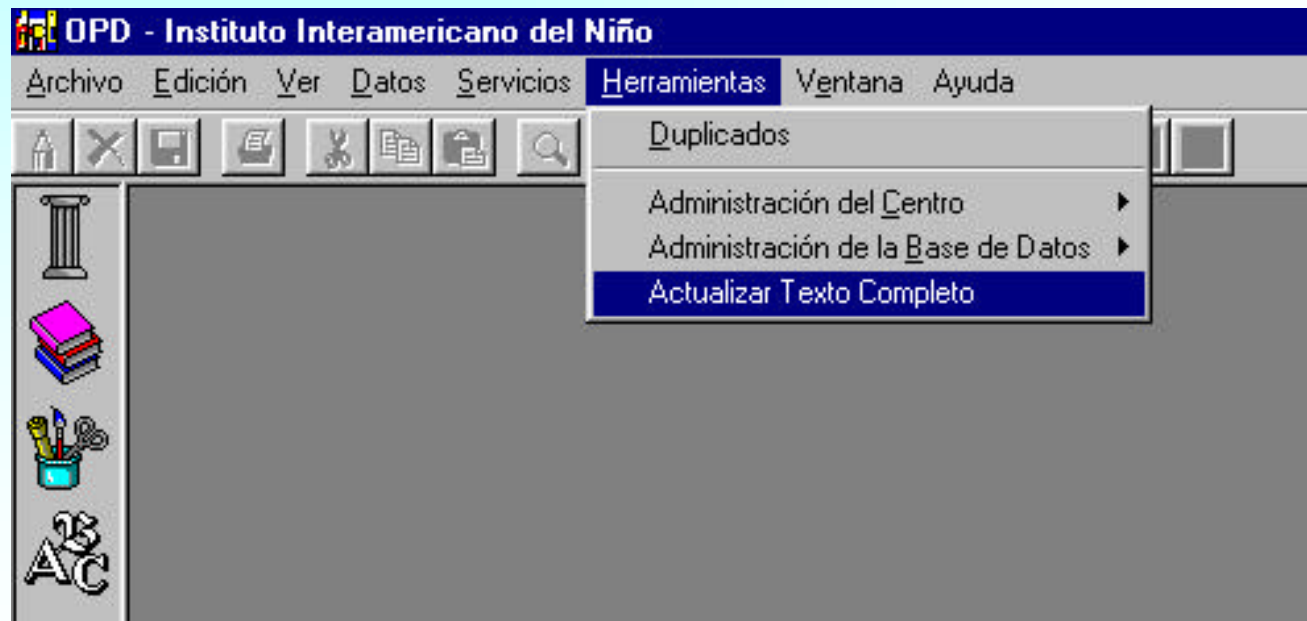 OPD - Instituto Interamericano del Niño
Archivo Edición Ver Datos Servicios Herramientas Ventana Ayuda
Duplicados
Administración del Centro
Administración de la Base de Datos
Actualizar Texto Completo
A B C